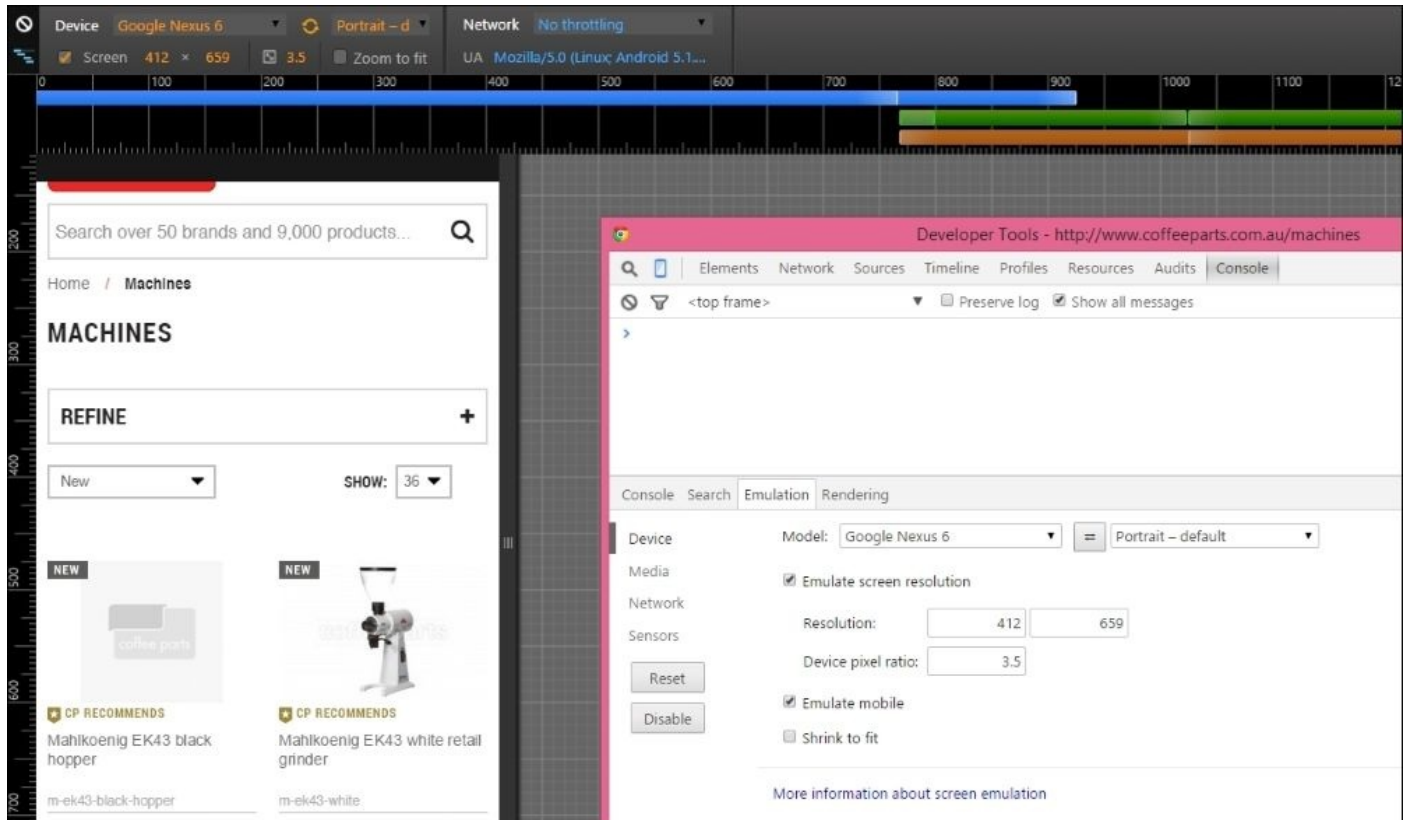 Device Google Nexus 6 Portrait – d Network No throttling
Screen 412 × 659 3.5 Zoom to fit UA Mozilla/5.0 (Linux; Android 5.1....
0 100 200 300 400 500 600 700 800 900 1000 1100 12
200
300
400
500
600
700
Search over 50 brands and 9,000 products...
Home / Machines
MACHINES
REFINE +
New SHOW: 36
NEW NEW
coffee parts
CP RECOMMENDS CP RECOMMENDS
Mahlkoenig EK43 black Mahlkoenig EK43 white retail
hopper grinder
m-ek43-black-hopper m-ek43-white
Developer Tools - http://www.coffeeparts.com.au/machines
Elements Network Sources Timeline Profiles Resources Audits Console
<top frame> Preserve log Show all messages
>
Console Search Emulation Rendering
Device Model: Google Nexus 6 = Portrait – default
Media Emulate screen resolution
Network Resolution: 412 659
Sensors Device pixel ratio: 3.5
Reset Emulate mobile
Disable Shrink to fit
More information about screen emulation